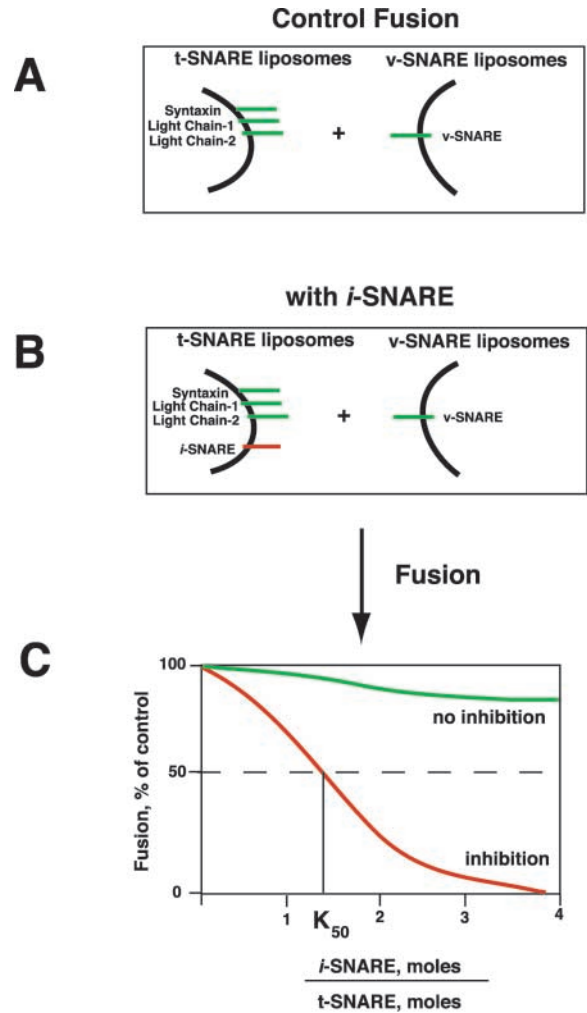 Control Fusion
A
t-SNARE liposomes
v-SNARE liposomes
Syntaxin
Light Chain-1
Light Chain-2
+
v-SNARE
with i-SNARE
B
t-SNARE liposomes
v-SNARE liposomes
Syntaxin
Light Chain-1
Light Chain-2
i-SNARE
+
v-SNARE
Fusion
C
Fusion, % of control
100
50
0
no inhibition
inhibition
1
K50
2
3
4
i-SNARE, moles
t-SNARE, moles